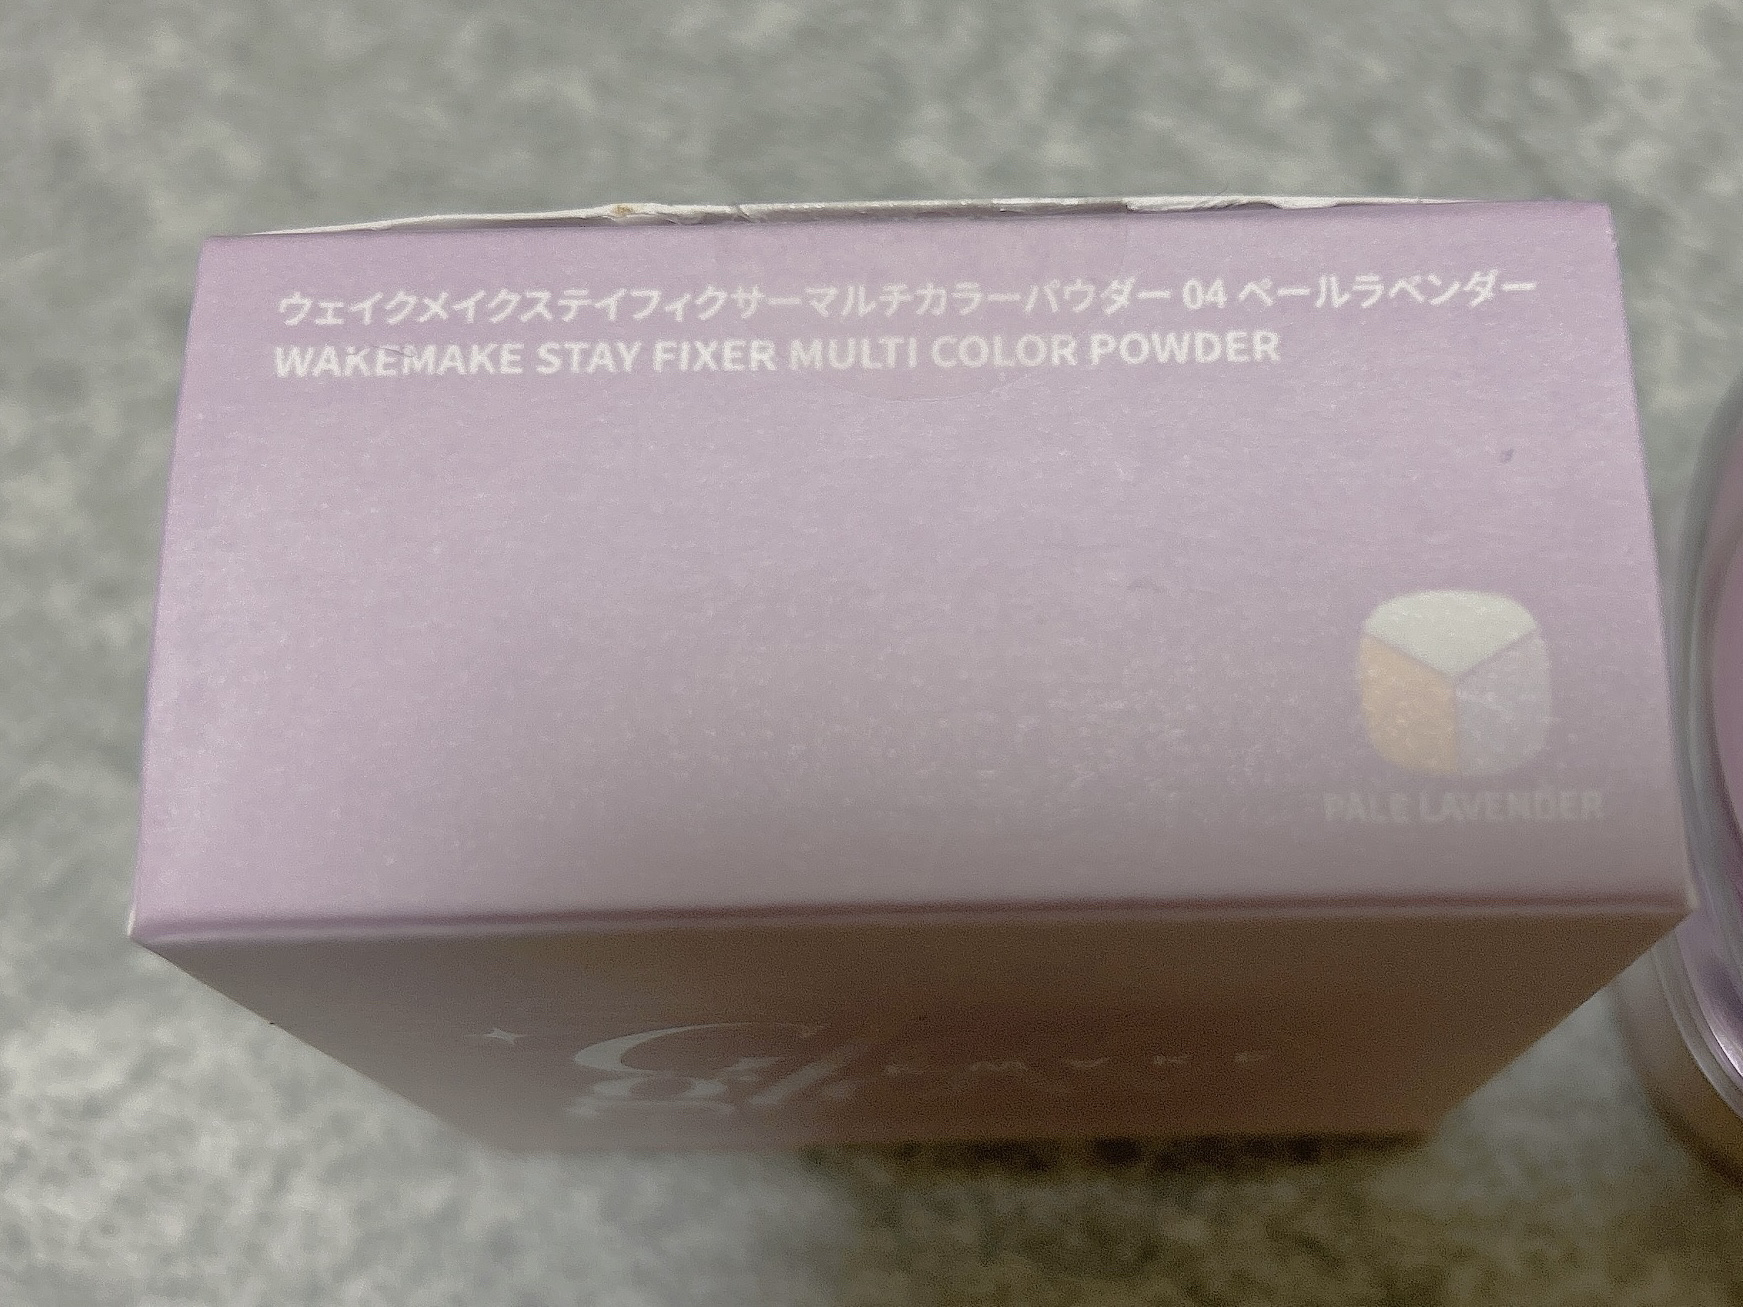 ウェイクメイクステイフィクサーマルチカラーパウダー 04 ペールラベンダー
WAKEMAKE STAY FIXER MULTI COLOR POWDER
PALE LAVENDER